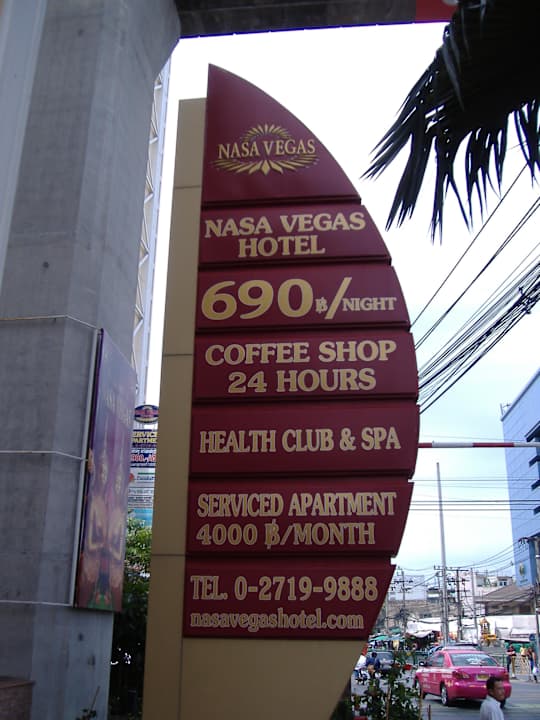 NASA VEGAS
NASA VEGAS
HOTEL
690฿/NIGHT
COFFEE SHOP
24 HOURS
HEALTH CLUB & SPA
SERVICED APARTMENT
4000 ฿/MONTH
TEL. 0-2719-9888
nasavegashotel.com